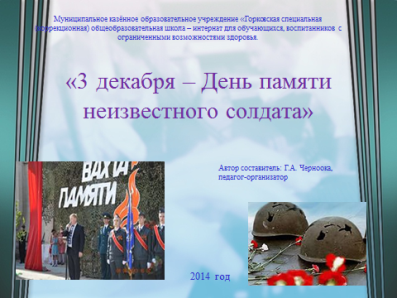 Муниципальное казённое образовательное учреждение «Горковская специальная
(коррекционная) общеобразовательная школа – интернат для обучающихся, воспитанников с
ограниченными возможностями здоровья.
«3 декабря – День памяти
неизвестного солдата»
Автор составитель: Г.А. Черноока,
педагог-организатор
ВАХТА
ПАМЯТИ
2014 год